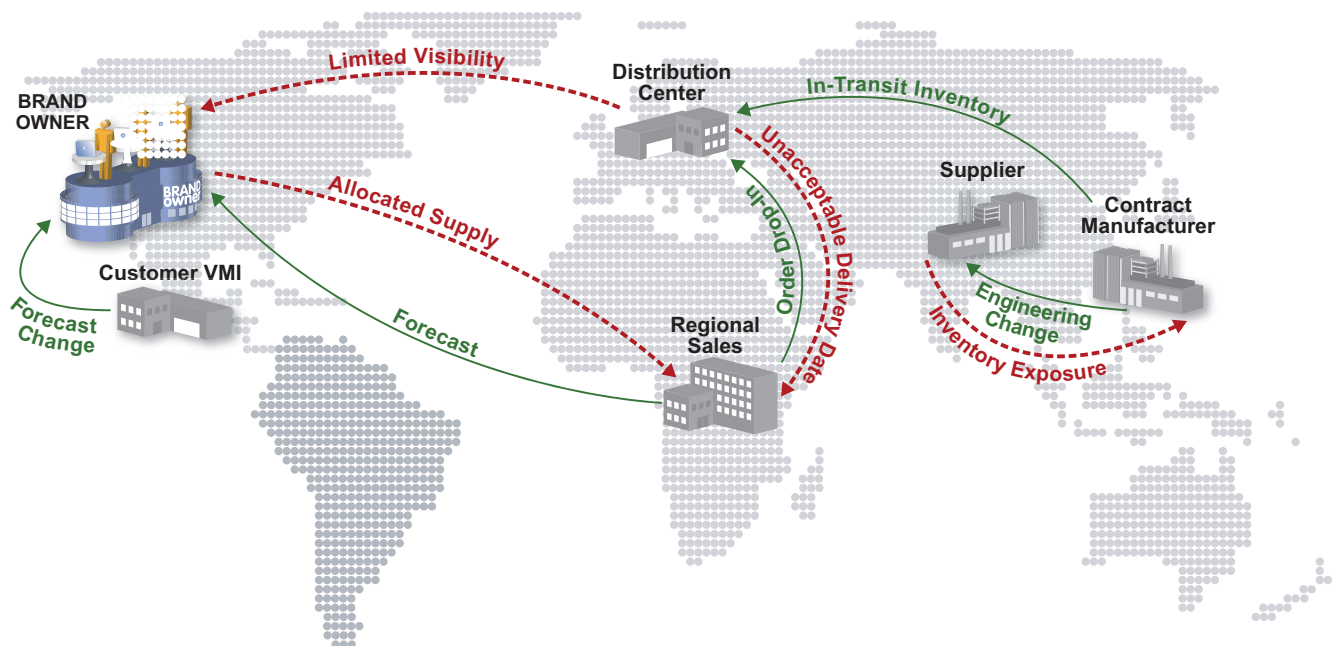 Limited Visibility
Distribution
Center
In-Transit Inventory
BRAND
OWNER
BRAND
owner
Allocated Supply
Unacceptable Delivery Date
Order Drop-in
Supplier
Contract
Manufacturer
Customer VMI
Forecast
Change
Forecast
Regional
Sales
Engineering
Change
Inventory Exposure